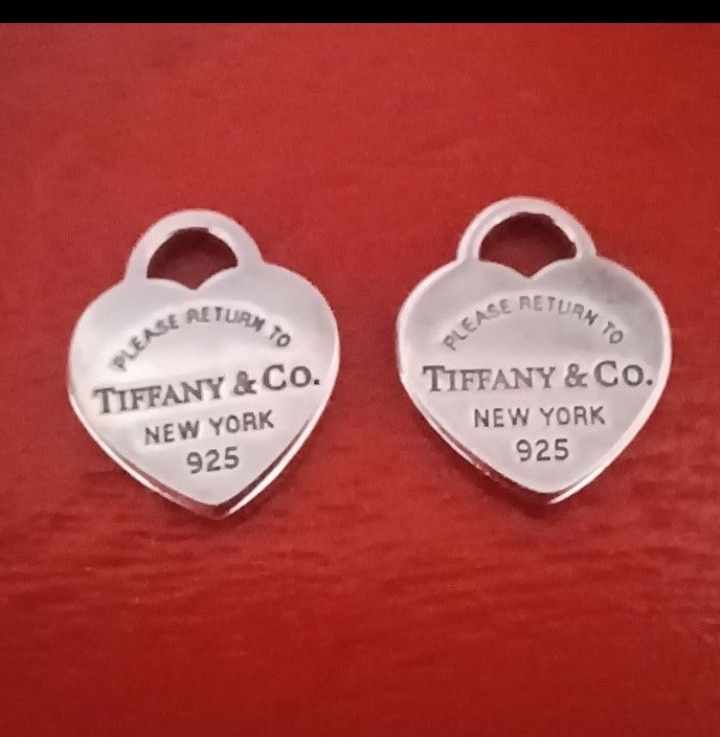 PLEASE RETURN TO
TIFFANY & CO.
NEW YORK
925
PLEASE RETURN TO
TIFFANY & CO.
NEW YORK
925